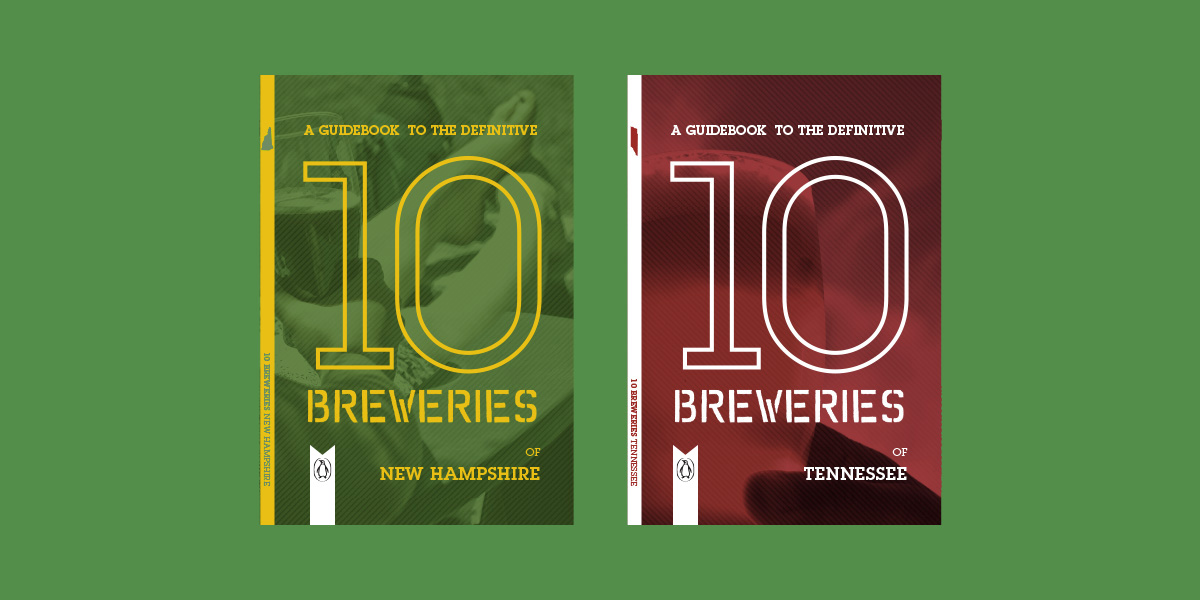 A GUIDEBOOK TO THE DEFINITIVE
10
BREWERIES
OF
NEW HAMPSHIRE
10 BREWERIES NEW HAMPSHIRE
A GUIDEBOOK TO THE DEFINITIVE
10
BREWERIES
OF
TENNESSEE
10 BREWERIES TENNESSEE